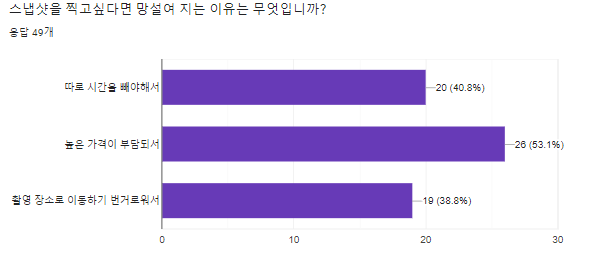 스냅샷을 찍고싶다면 망설여 지는 이유는 무엇입니까?
응답 49개
따로 시간을 빼야해서
20 (40.8%)
높은 가격이 부담되서
26 (53.1%)
촬영 장소로 이동하기 번거로워서
19 (38.8%)
0 10 20 30